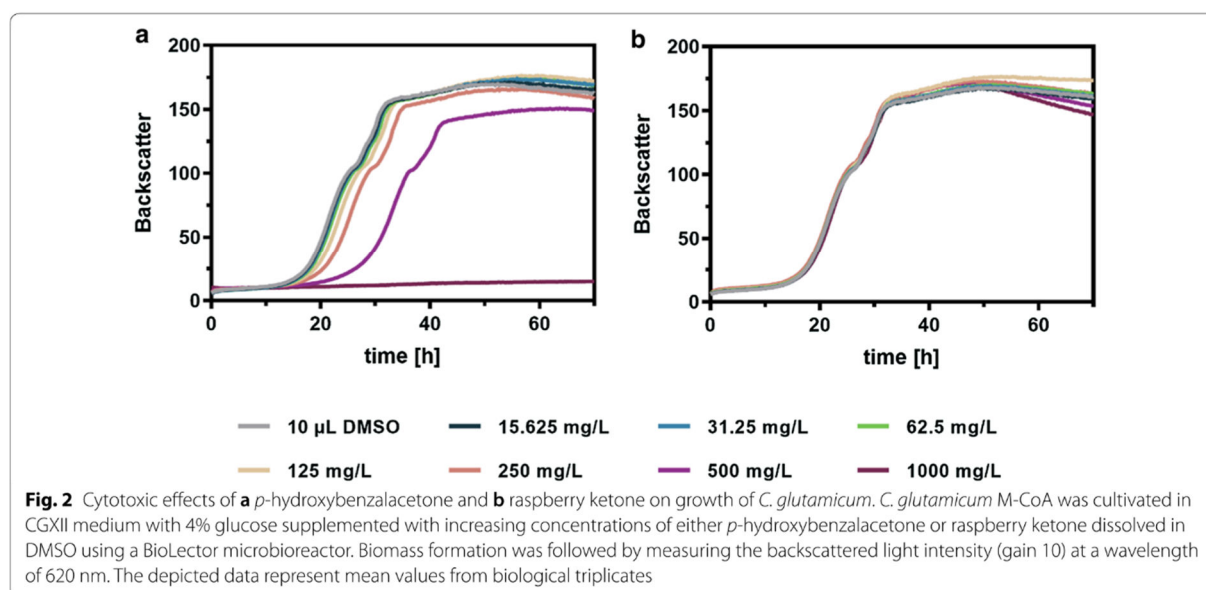 a
b
200
150
100
50
0
Backscatter
0
20
40
60
time [h]
200
150
100
50
0
Backscatter
0
20
40
60
time [h]
10 µL DMSO
15.625 mg/L
31.25 mg/L
62.5 mg/L
125 mg/L
250 mg/L
500 mg/L
1000 mg/L
Fig. 2 Cytotoxic effects of a p-hydroxybenzalacetone and b raspberry ketone on growth of C. glutamicum. C. glutamicum M-CoA was cultivated in
CGXII medium with 4% glucose supplemented with increasing concentrations of either p-hydroxybenzalacetone or raspberry ketone dissolved in
DMSO using a BioLector microbioreactor. Biomass formation was followed by measuring the backscattered light intensity (gain 10) at a wavelength
of 620 nm. The depicted data represent mean values from biological triplicates